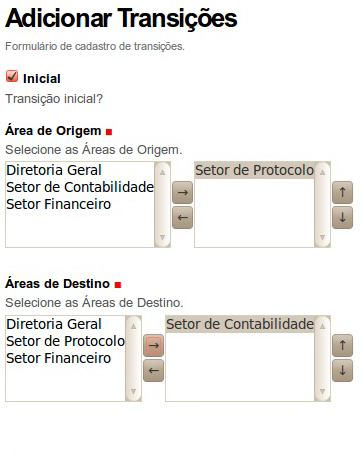 Adicionar Transições
Formulário de cadastro de transições.
Inicial
Transição inicial?
Área de Origem
Selecione as Áreas de Origem.
Diretoria Geral
Setor de Contabilidade
Setor Financeiro
→
←
Setor de Protocolo
↑
↓
Áreas de Destino
Selecione as Áreas de Destino.
Diretoria Geral
Setor de Protocolo
Setor Financeiro
→
←
Setor de Contabilidade
↑
↓